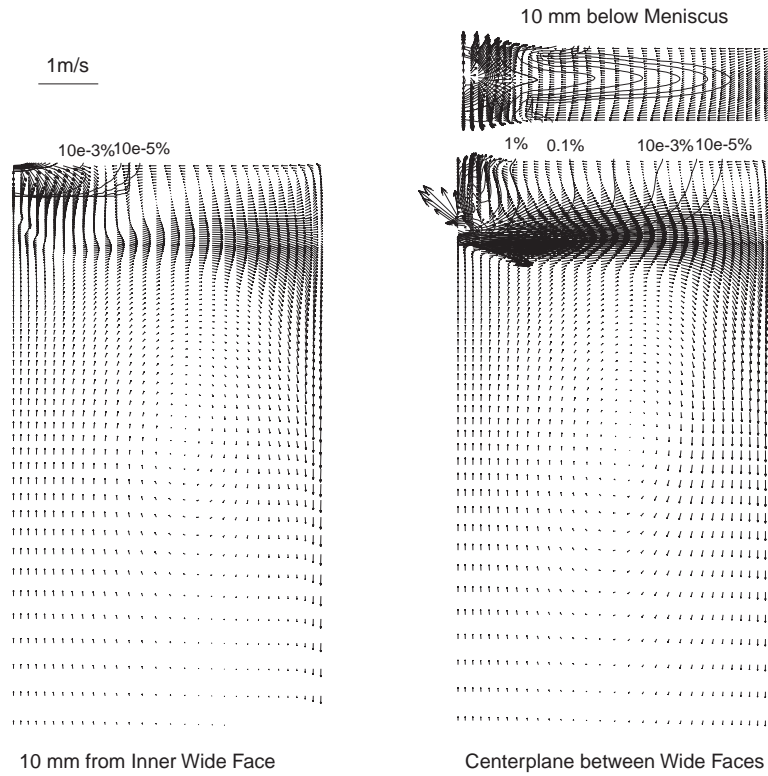 10 mm below Meniscus
1m/s
10e-3% 10e-5%
1% 0.1% 10e-3% 10e-5%
10 mm from Inner Wide Face
Centerplane between Wide Faces